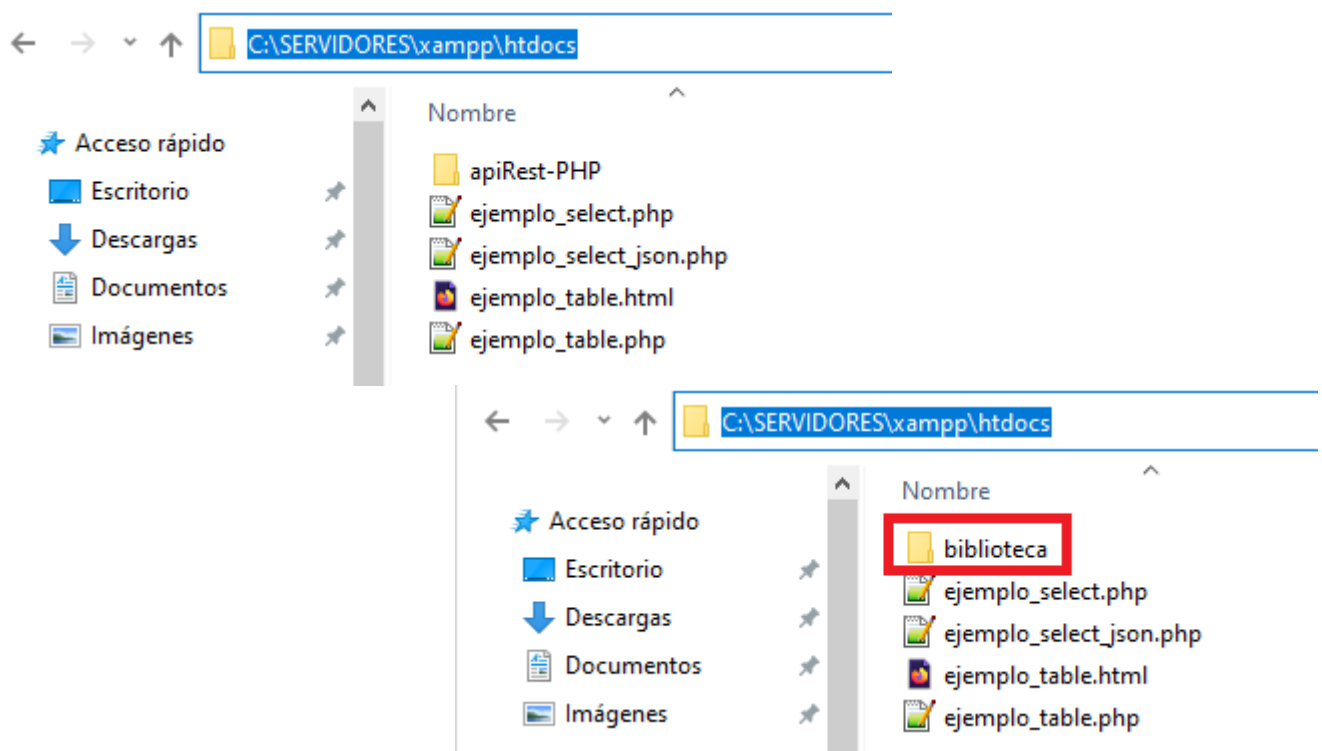 C:\SERVIDORES\xampp\htdocs
Nombre
Acceso rápido
apiRest-PHP
Escritorio
ejemplo_select.php
Descargas
ejemplo_select_json.php
Documentos
ejemplo_table.html
Imágenes
ejemplo_table.php
C:\SERVIDORES\xampp\htdocs
Nombre
Acceso rápido
biblioteca
Escritorio
ejemplo_select.php
Descargas
ejemplo_select_json.php
Documentos
ejemplo_table.html
Imágenes
ejemplo_table.php